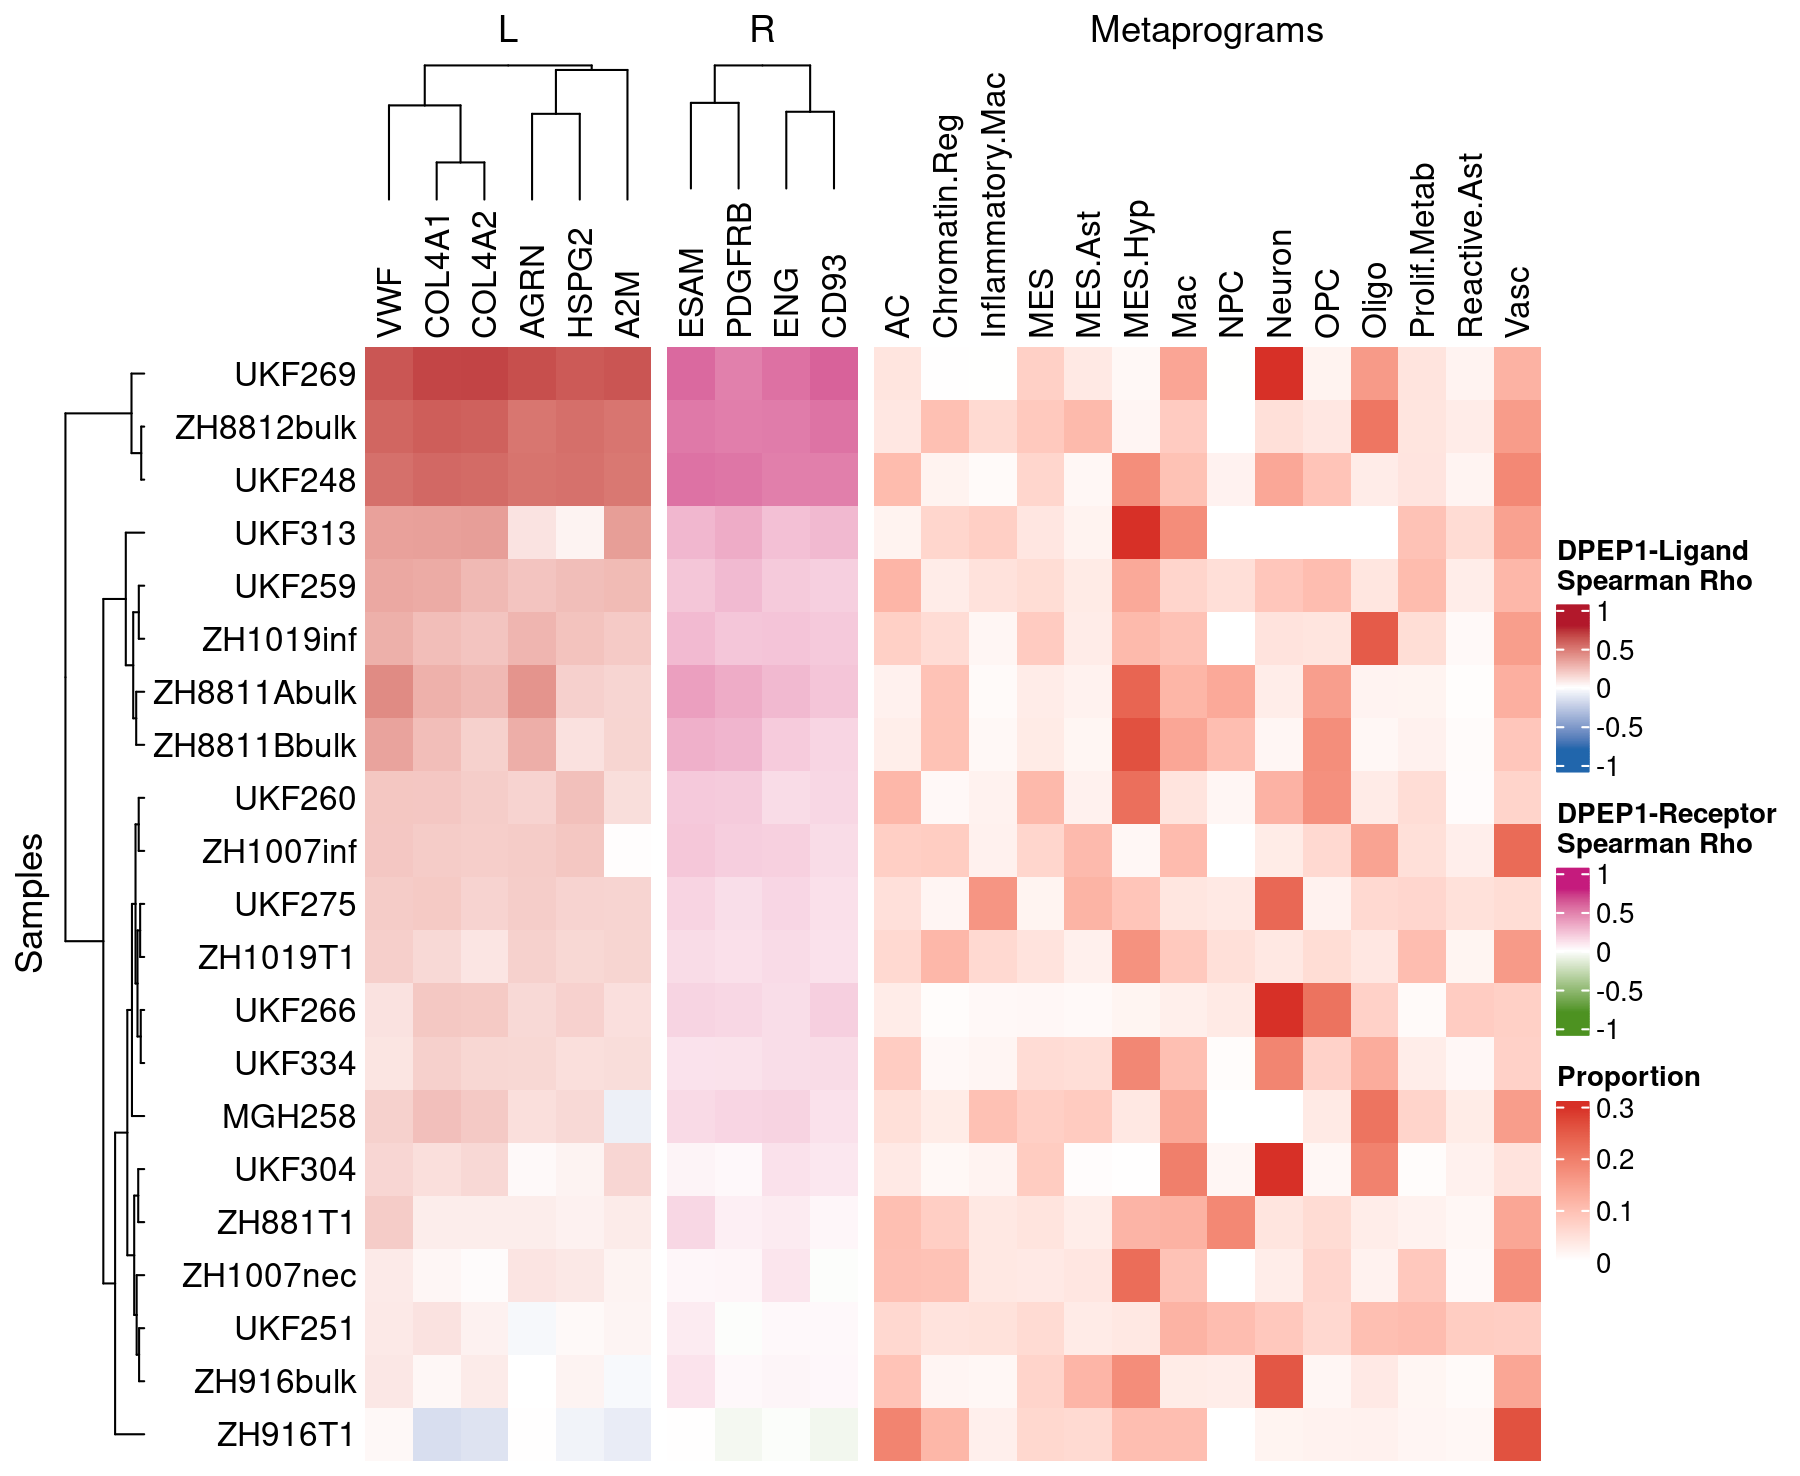 L
R
Metaprograms
VWF
COL4A1
COL4A2
AGRN
HSPG2
A2M
ESAM
PDGFRB
ENG
CD93
AC
Chromatin.Reg
Inflammatory.Mac
MES
MES.Ast
MES.Hyp
Mac
NPC
Neuron
OPC
Oligo
Prolif.Metab
Reactive.Ast
Vasc
Samples
UKF269
ZH8812bulk
UKF248
UKF313
UKF259
ZH1019inf
ZH8811Abulk
ZH8811Bbulk
UKF260
ZH1007inf
UKF275
ZH1019T1
UKF266
UKF334
MGH258
UKF304
ZH881T1
ZH1007nec
UKF251
ZH916bulk
ZH916T1
DPEP1-Ligand
Spearman Rho
1
0.5
0
-0.5
-1
DPEP1-Receptor
Spearman Rho
1
0.5
0
-0.5
-1
Proportion
0.3
0.2
0.1
0